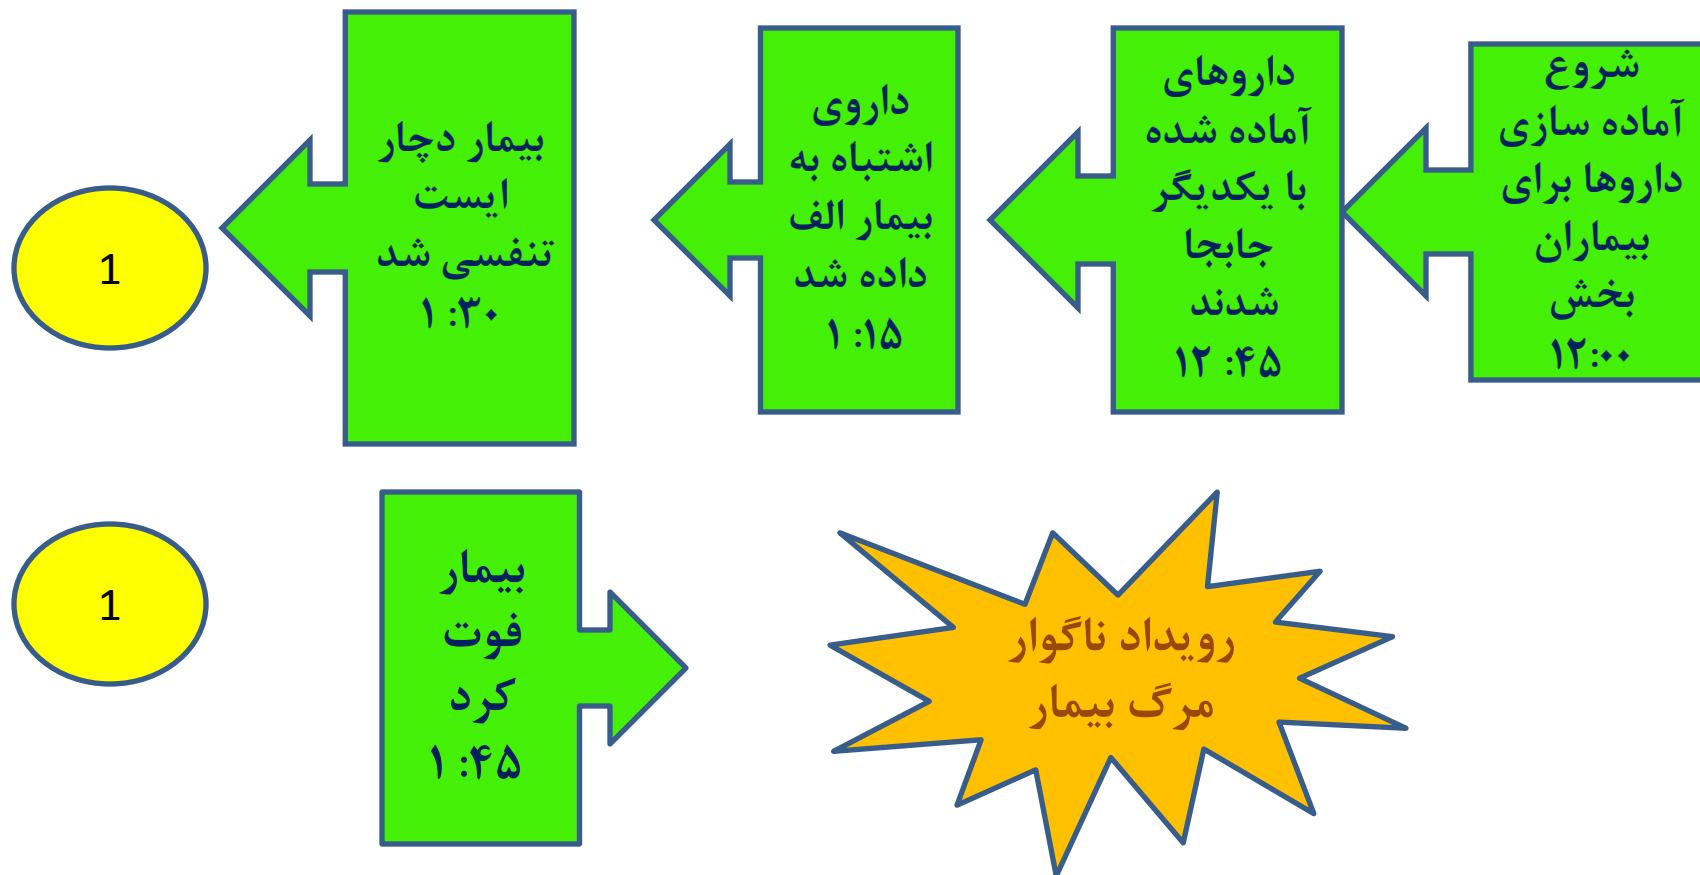 شروع
آماده سازی
داروها برای
بیماران
بخش
۱۲:۰۰
داروهای
آماده شده
با یکدیگر
جابجا
شدند
۱۲:۴۵
داروی
اشتباه به
بیمار الف
داده شد
۱:۱۵
بیمار دچار
ایست
تنفسی شد
۱:۳۰
1
1
بیمار
فوت
کرد
۱:۴۵
رویداد ناگوار
مرگ بیمار